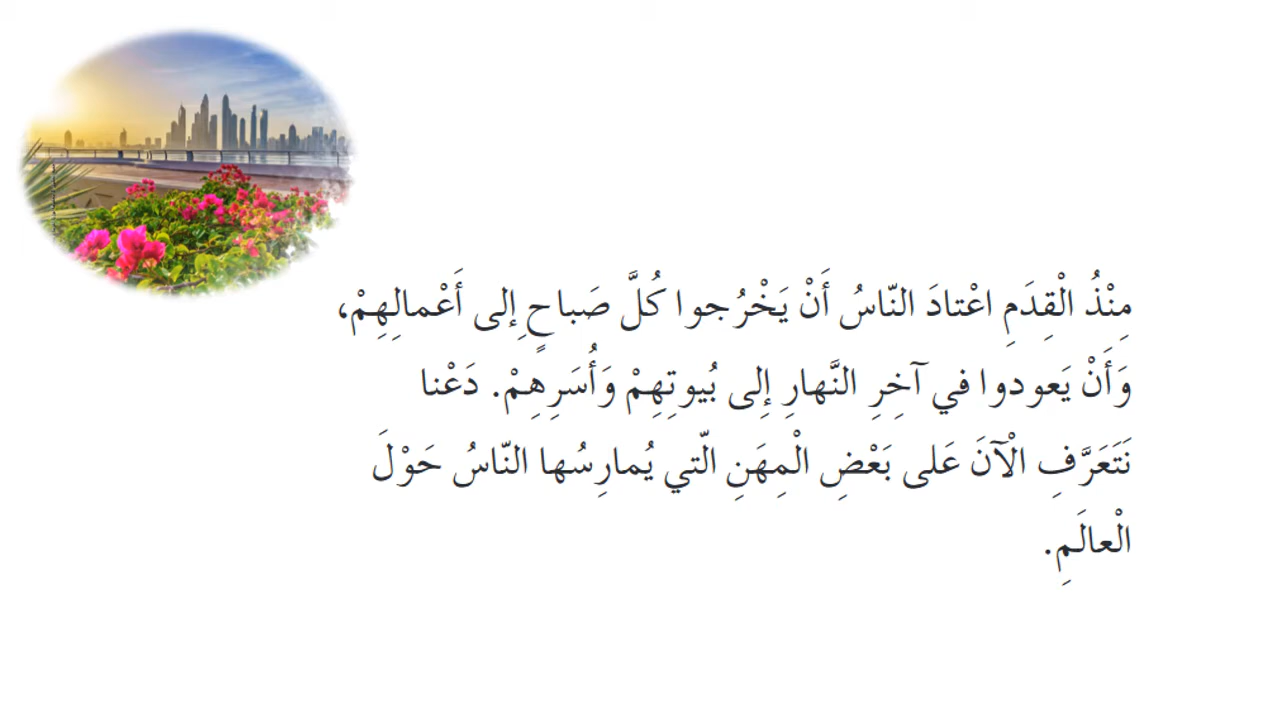 مِنْذُ الْقِدَمِ اعْتادَ النّاسُ أَنْ يَخْرُجوا كُلَّ صَباحٍ إِلى أَعْمالِهِمْ،
وَأَنْ يَعودوا في آخِرِ النَّهارِ إِلى بُيوتِهِمْ وَأُسَرِهِمْ. دَعْنا
نَتَعَرَّفِ الْآنَ عَلى بَعْضِ الْمِهَنِ الّتي يُمارِسُها النّاسُ حَوْلَ
الْعالَمِ.